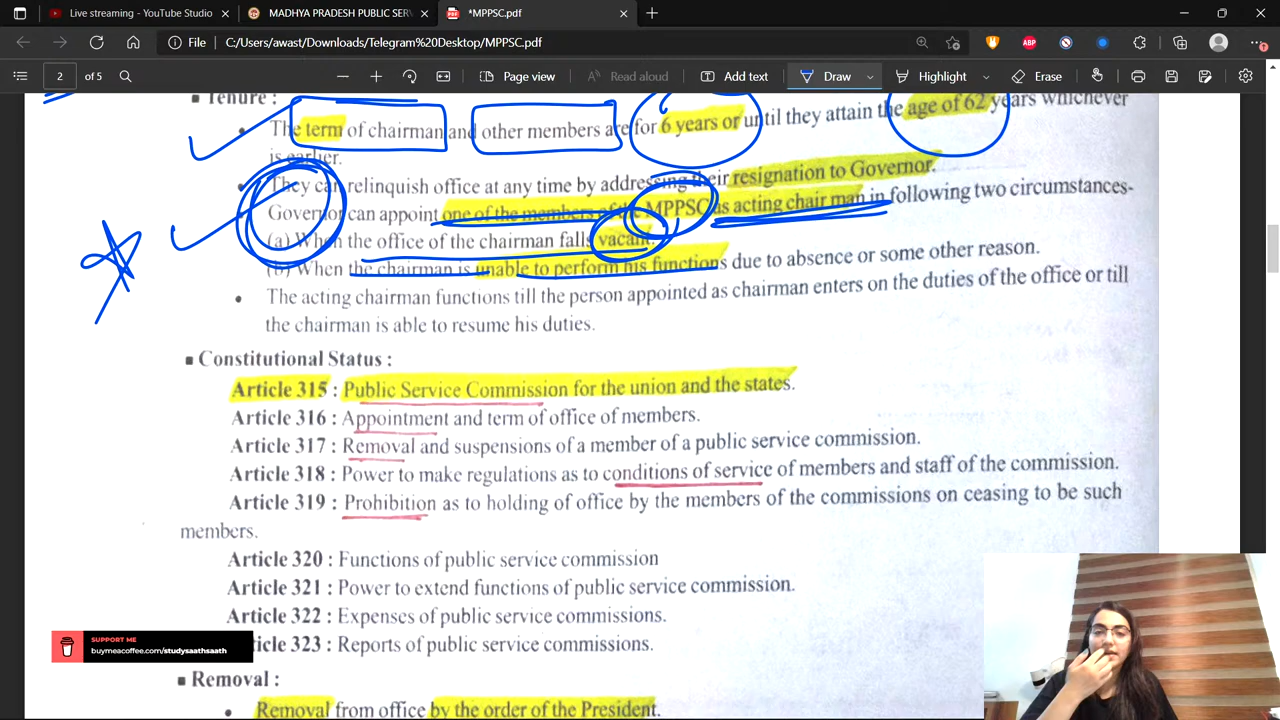 Live streaming - YouTube Studio
MADHYA PRADESH PUBLIC SERV
*MPPSC.pdf
File
C:/Users/awast/Downloads/Telegram%20Desktop/MPPSC.pdf
ABP
2 of 5
Page view
Read aloud
Add text
Draw
Highlight
Erase
Tenure :
The term of chairman and other members are for 6 years or until they attain the age of 62 years whichever
is earlier.
They can relinquish office at any time by addressing their resignation to Governor.
Governor can appoint one of the members of the MPPSC as acting chair man in following two circumstances-
(a) When the office of the chairman falls vacant.
(b) When the chairman is unable to perform his functions due to absence or some other reason.
The acting chairman functions till the person appointed as chairman enters on the duties of the office or till
the chairman is able to resume his duties.
Constitutional Status :
Article 315 : Public Service Commission for the union and the states.
Article 316 : Appointment and term of office of members.
Article 317 : Removal and suspensions of a member of a public service commission.
Article 318 : Power to make regulations as to conditions of service of members and staff of the commission.
Article 319 : Prohibition as to holding of office by the members of the commissions on ceasing to be such
members.
Article 320 : Functions of public service commission
Article 321 : Power to extend functions of public service commission.
Article 322 : Expenses of public service commissions.
icle 323 : Reports of public service commissions.
SUPPORT ME
buymeacoffee.com/studysaathsaath
Removal :
Removal from office by the order of the President.